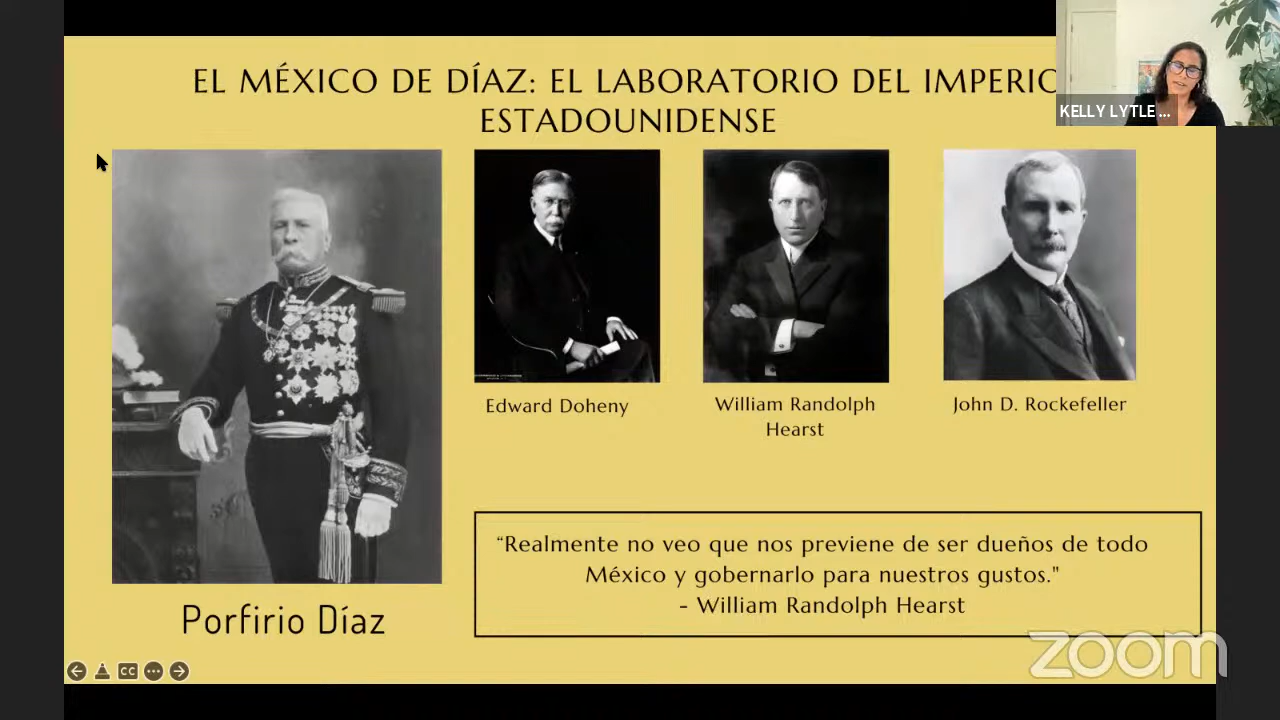 EL MÉXICO DE DÍAZ: EL LABORATORIO DEL IMPERIO
ESTADOUNIDENSE
KELLY LYTLE ...
Edward Doheny
William Randolph
Hearst
John D. Rockefeller
“Realmente no veo que nos previene de ser dueños de todo
México y gobernarlo para nuestros gustos."
- William Randolph Hearst
Porfirio Díaz
CC
zoom